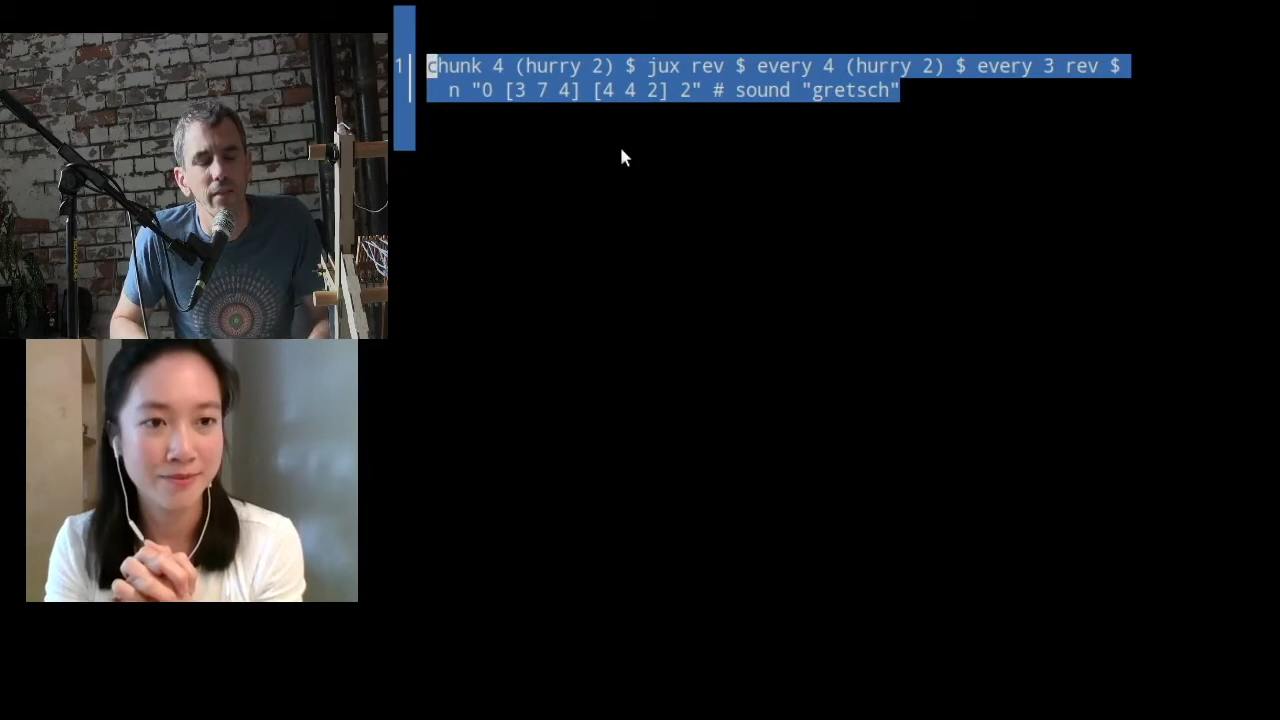 1 chunk 4 (hurry 2) $ jux rev $ every 4 (hurry 2) $ every 3 rev $
n "0 [3 7 4] [4 4 2] 2" # sound "gretsch"